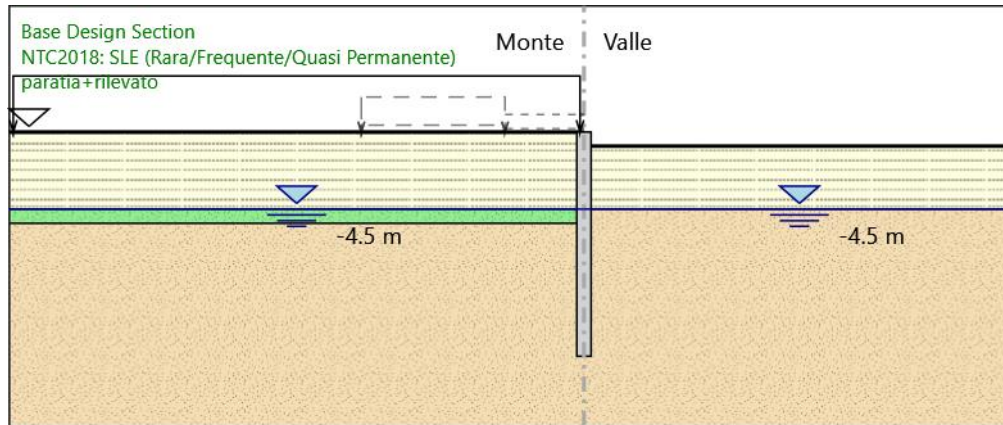 Base Design Section
NTC2018: SLE (Rara/Frequente/Quasi Permanente)
paratia+rilevato
Monte Valle
-4.5 m -4.5 m